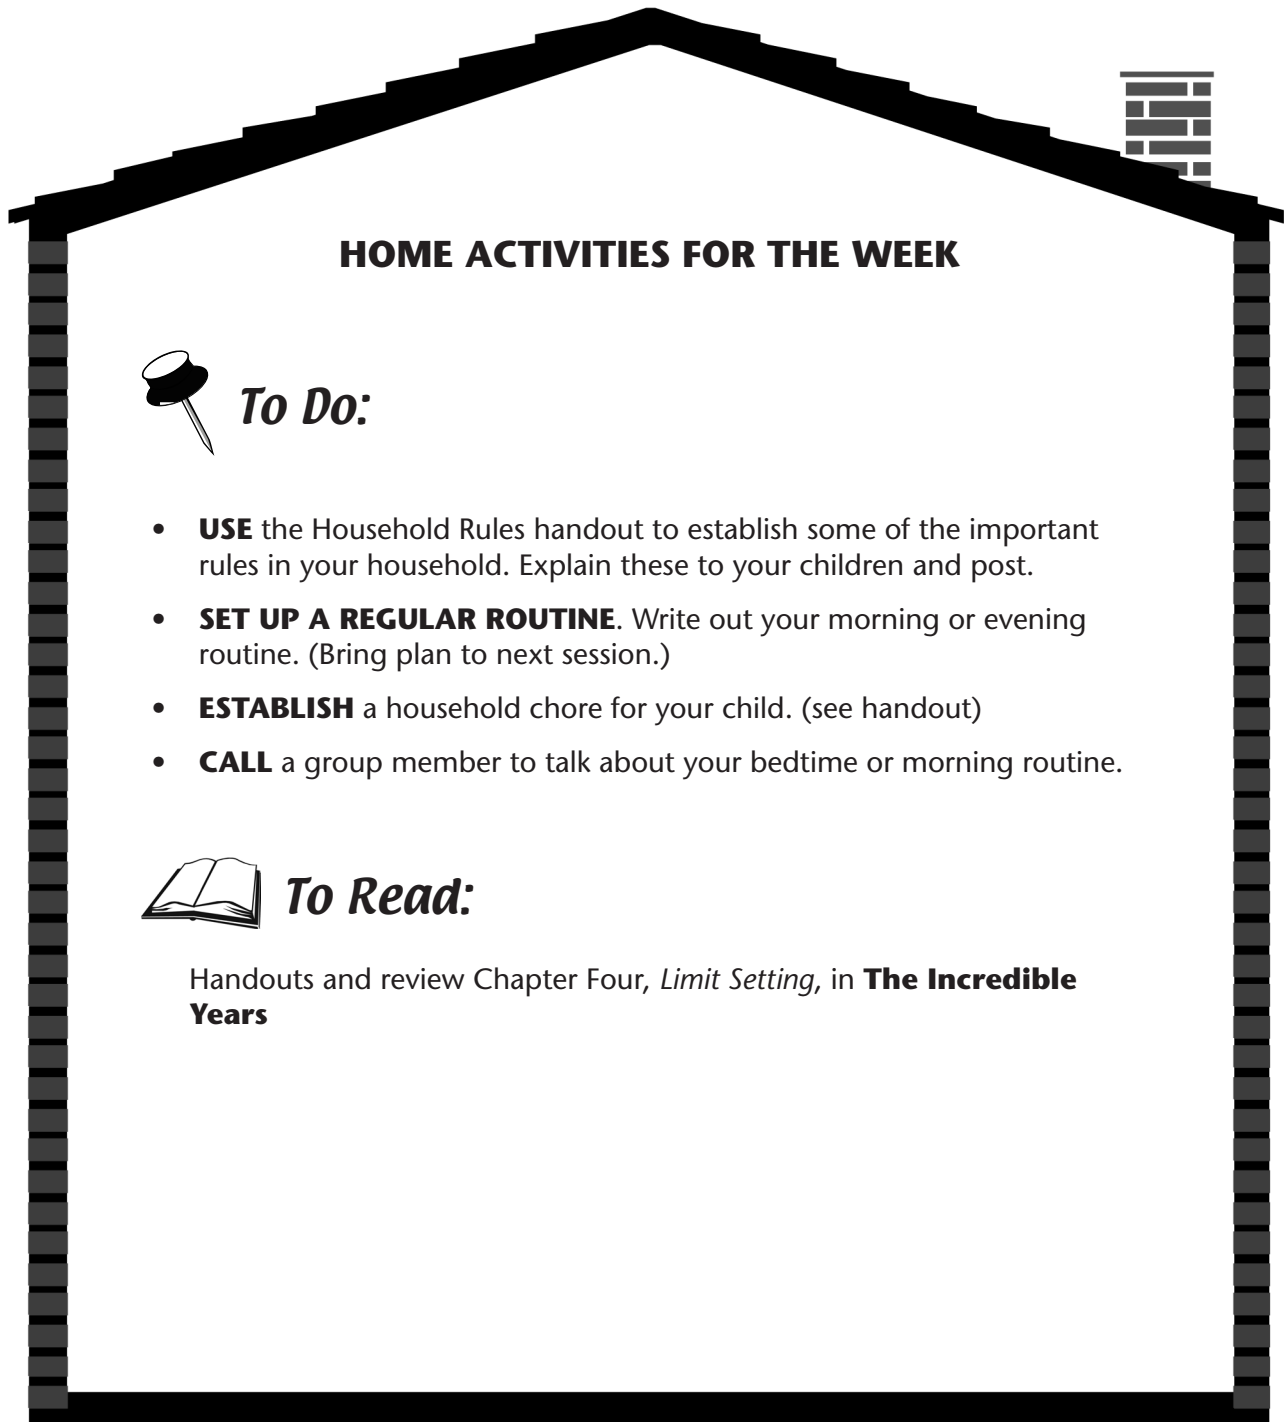 HOME ACTIVITIES FOR THE WEEK
To Do:
• USE the Household Rules handout to establish some of the important
rules in your household. Explain these to your children and post.
• SET UP A REGULAR ROUTINE. Write out your morning or evening
routine. (Bring plan to next session.)
• ESTABLISH a household chore for your child. (see handout)
• CALL a group member to talk about your bedtime or morning routine.
To Read:
Handouts and review Chapter Four, Limit Setting, in The Incredible
Years